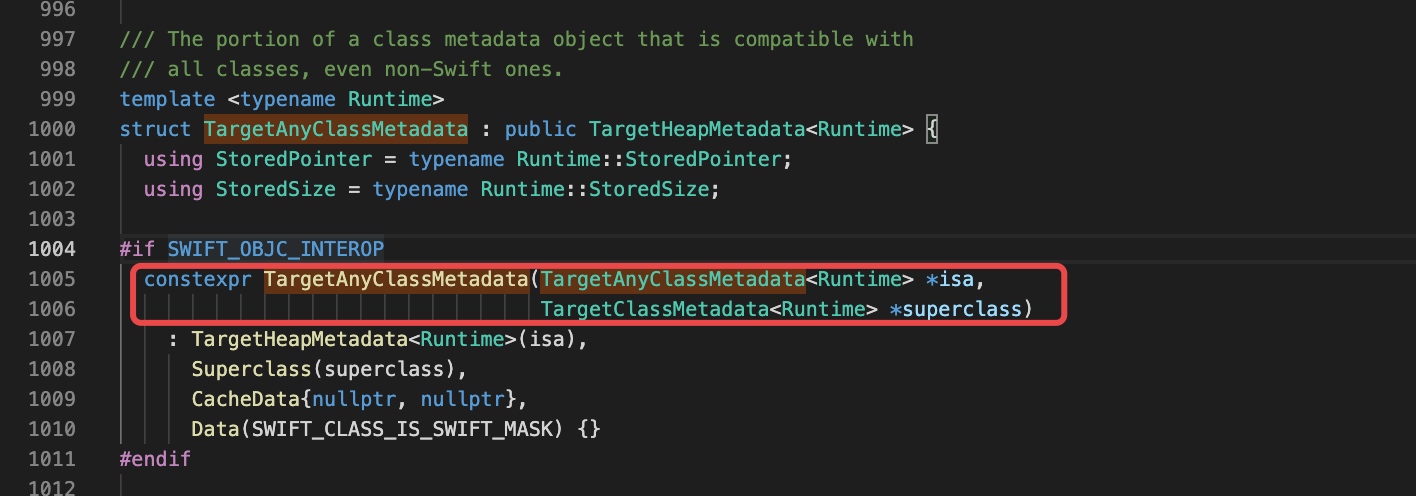 996
997 /// The portion of a class metadata object that is compatible with
998 /// all classes, even non-Swift ones.
999 template <typename Runtime>
1000 struct TargetAnyClassMetadata : public TargetHeapMetadata<Runtime> {
1001 using StoredPointer = typename Runtime::StoredPointer;
1002 using StoredSize = typename Runtime::StoredSize;
1003
1004 #if SWIFT_OBJC_INTEROP
1005 constexpr TargetAnyClassMetadata(TargetAnyClassMetadata<Runtime> *isa,
1006 TargetClassMetadata<Runtime> *superclass)
1007 : TargetHeapMetadata<Runtime>(isa),
1008 Superclass(superclass),
1009 CacheData{nullptr, nullptr},
1010 Data(SWIFT_CLASS_IS_SWIFT_MASK) {}
1011 #endif
1012